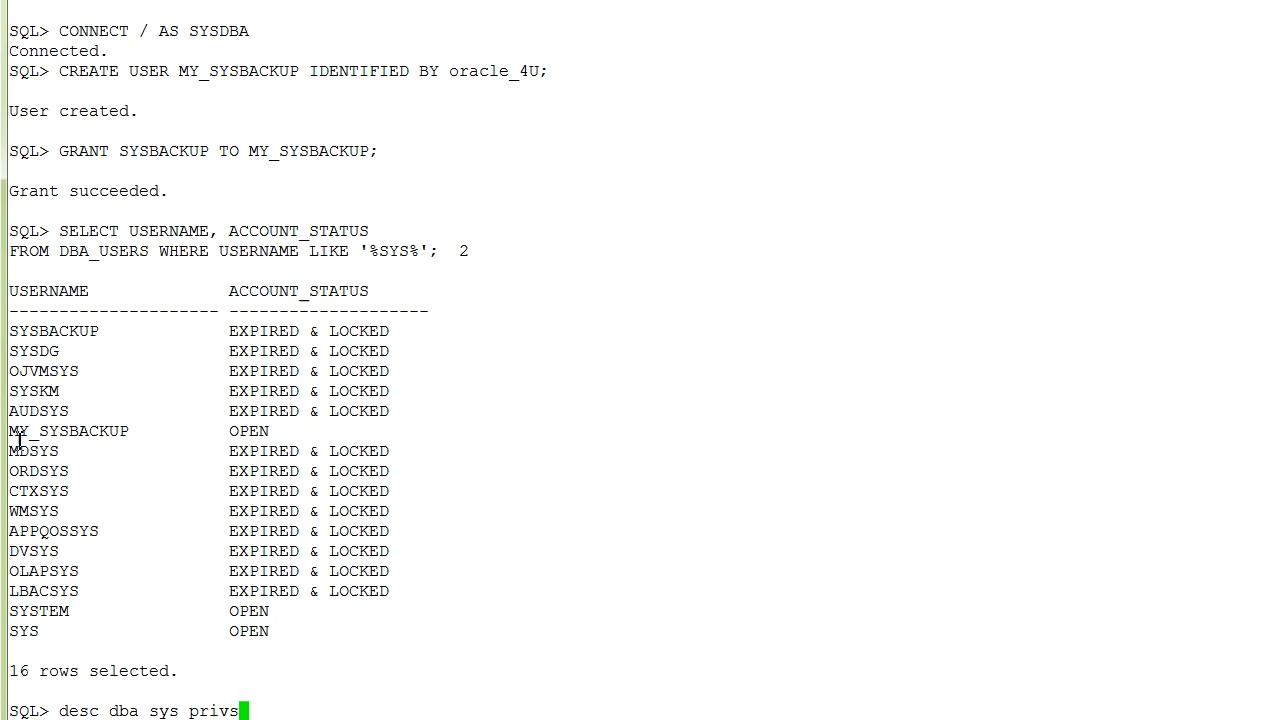 SQL> CONNECT / AS SYSDBA
Connected.
SQL> CREATE USER MY_SYSBACKUP IDENTIFIED BY oracle_4U;
User created.
SQL> GRANT SYSBACKUP TO MY_SYSBACKUP;
Grant succeeded.
SQL> SELECT USERNAME, ACCOUNT_STATUS
FROM DBA_USERS WHERE USERNAME LIKE '%SYS%';  2
USERNAME              ACCOUNT_STATUS
--------------------- --------------------
SYSBACKUP             EXPIRED & LOCKED
SYSDG                 EXPIRED & LOCKED
OJVMSYS               EXPIRED & LOCKED
SYSKM                 EXPIRED & LOCKED
AUDSYS                EXPIRED & LOCKED
MY_SYSBACKUP          OPEN
MDSYS                 EXPIRED & LOCKED
ORDSYS                EXPIRED & LOCKED
CTXSYS                EXPIRED & LOCKED
WMSYS                 EXPIRED & LOCKED
APPQOSSYS             EXPIRED & LOCKED
DVSYS                 EXPIRED & LOCKED
OLAPSYS               EXPIRED & LOCKED
LBACSYS               EXPIRED & LOCKED
SYSTEM                OPEN
SYS                   OPEN
16 rows selected.
SQL> desc dba sys privs